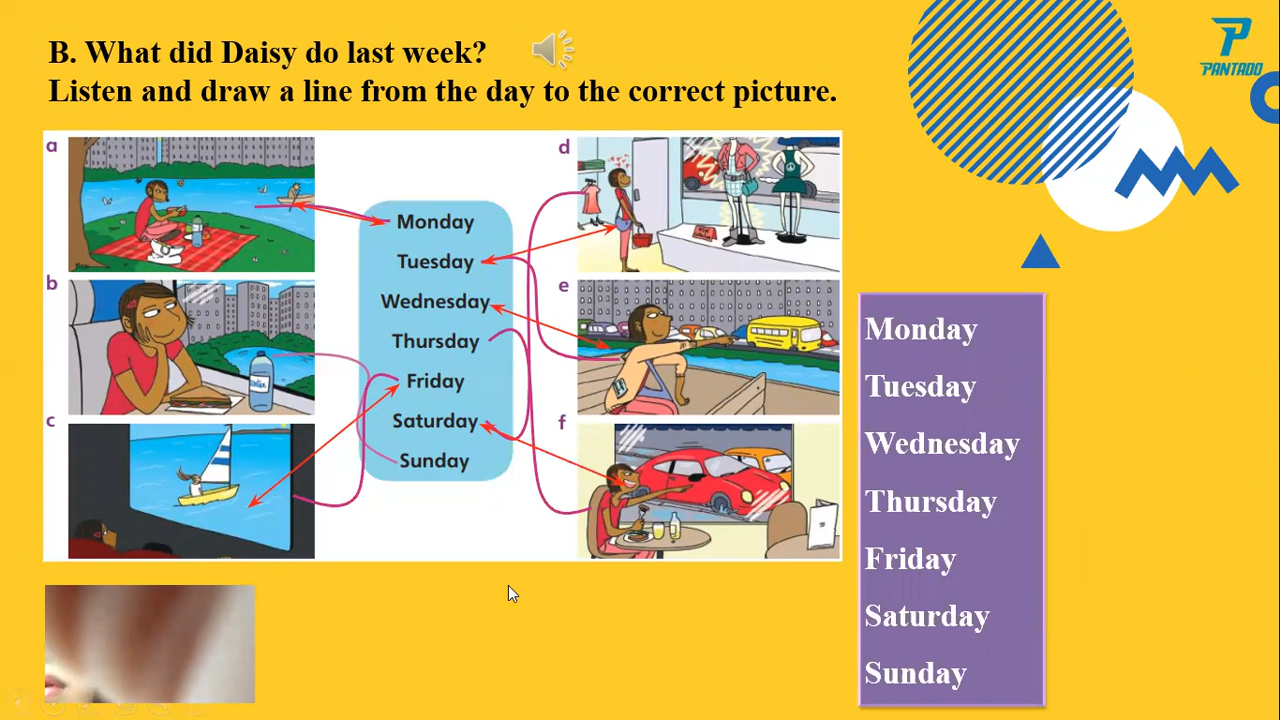 B. What did Daisy do last week?
Listen and draw a line from the day to the correct picture.
PANTADO
a
b
c
Monday
Tuesday
Wednesday
Thursday
Friday
Saturday
Sunday
d
e
f
Monday
Tuesday
Wednesday
Thursday
Friday
Saturday
Sunday